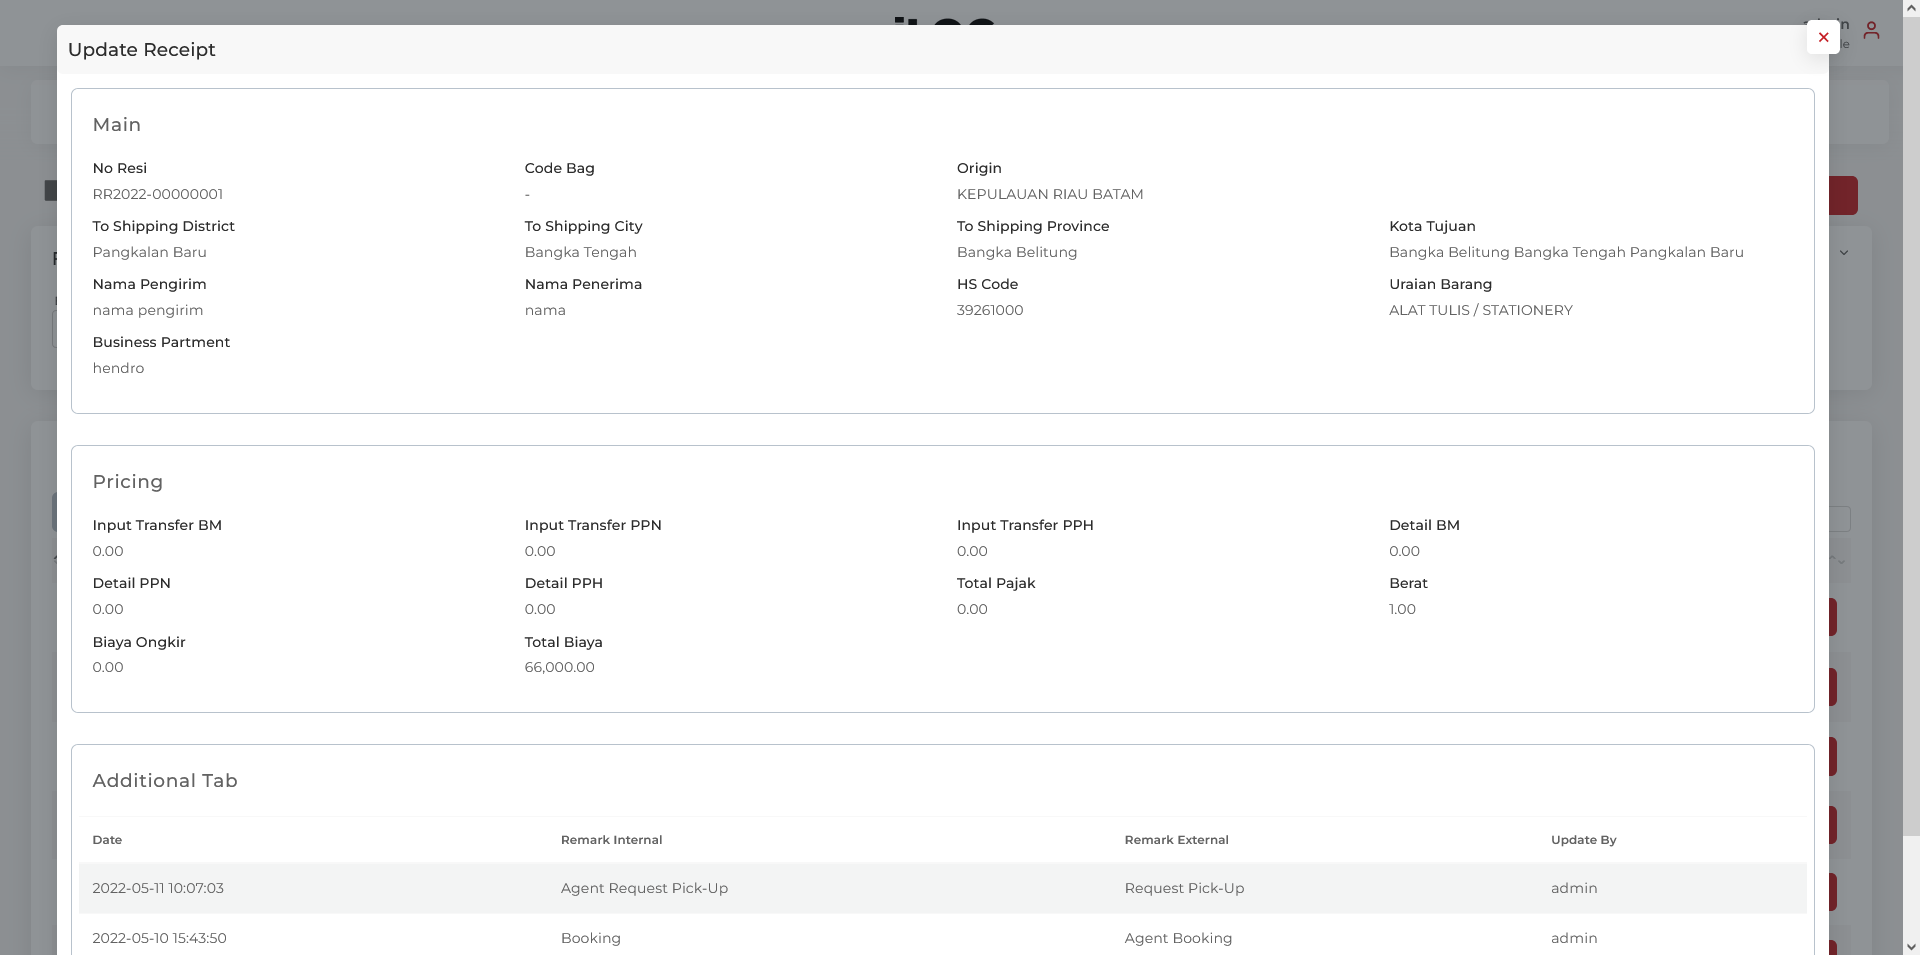 Update Receipt
Main
No Resi
Code Bag
Origin
RR2022-00000001
-
KEPULAUAN RIAU BATAM
To Shipping District
To Shipping City
To Shipping Province
Kota Tujuan
Pangkalan Baru
Bangka Tengah
Bangka Belitung
Bangka Belitung Bangka Tengah Pangkalan Baru
Nama Pengirim
Nama Penerima
HS Code
Uraian Barang
nama pengirim
nama
39261000
ALAT TULIS / STATIONERY
Business Partment
hendro
Pricing
Input Transfer BM
Input Transfer PPN
Input Transfer PPH
Detail BM
0.00
0.00
0.00
0.00
Detail PPN
Detail PPH
Total Pajak
Berat
0.00
0.00
0.00
1.00
Biaya Ongkir
Total Biaya
0.00
66,000.00
Additional Tab
Date
Remark Internal
Remark External
Update By
2022-05-11 10:07:03
Agent Request Pick-Up
Request Pick-Up
admin
2022-05-10 15:43:50
Booking
Agent Booking
admin